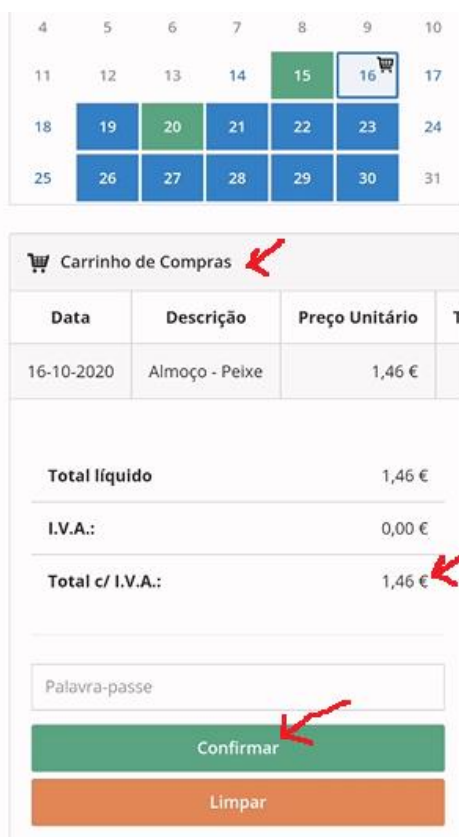 4 5 6 7 8 9 10
11 12 13 14 15 16 17
18 19 20 21 22 23 24
25 26 27 28 29 30 31
Carrinho de Compras
Data Descrição Preço Unitário
16-10-2020 Almoço - Peixe 1,46 €
Total líquido 1,46 €
I.V.A.: 0,00 €
Total c/ I.V.A.: 1,46 €
Palavra-passe
Confirmar
Limpar